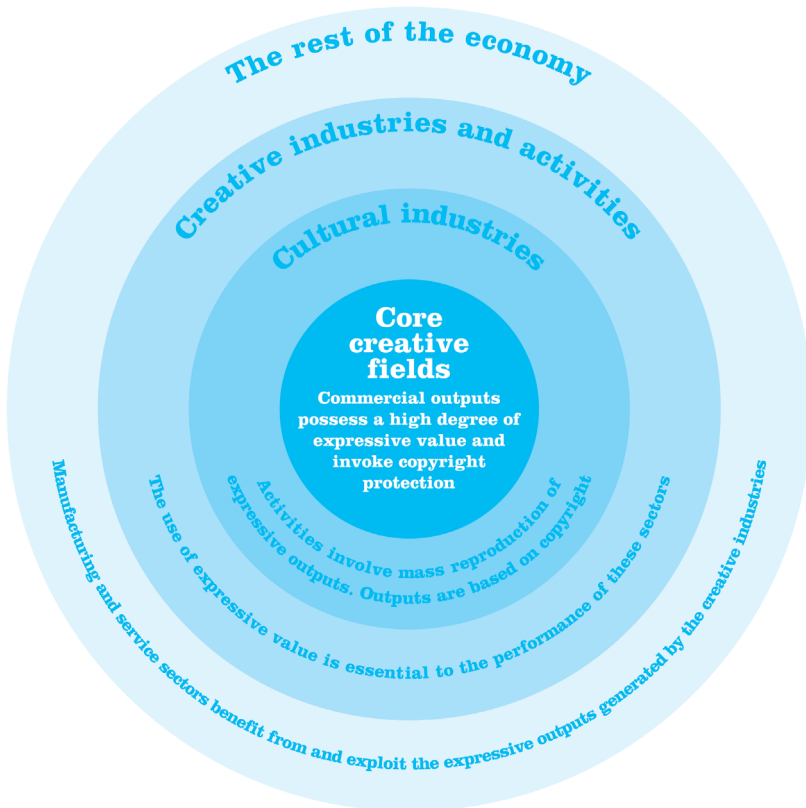 The rest of the economy
Creative industries and activities
Cultural industries
Core
creative
fields
Commercial outputs
possess a high degree of
expressive value and
invoke copyright
protection
Activities involve mass reproduction of
expressive outputs. Outputs are based on copyright
The use of expressive value is essential to the performance of these sectors
Manufacturing and service sectors benefit from and exploit the expressive outputs generated by the creative industries